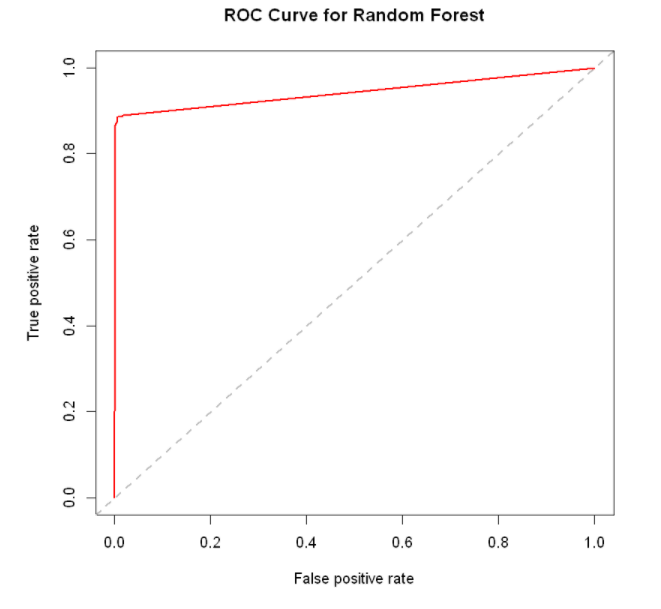 ROC Curve for Random Forest
1.0
0.8
0.6
0.4
0.2
0.0
True positive rate
0.0 0.2 0.4 0.6 0.8 1.0
False positive rate